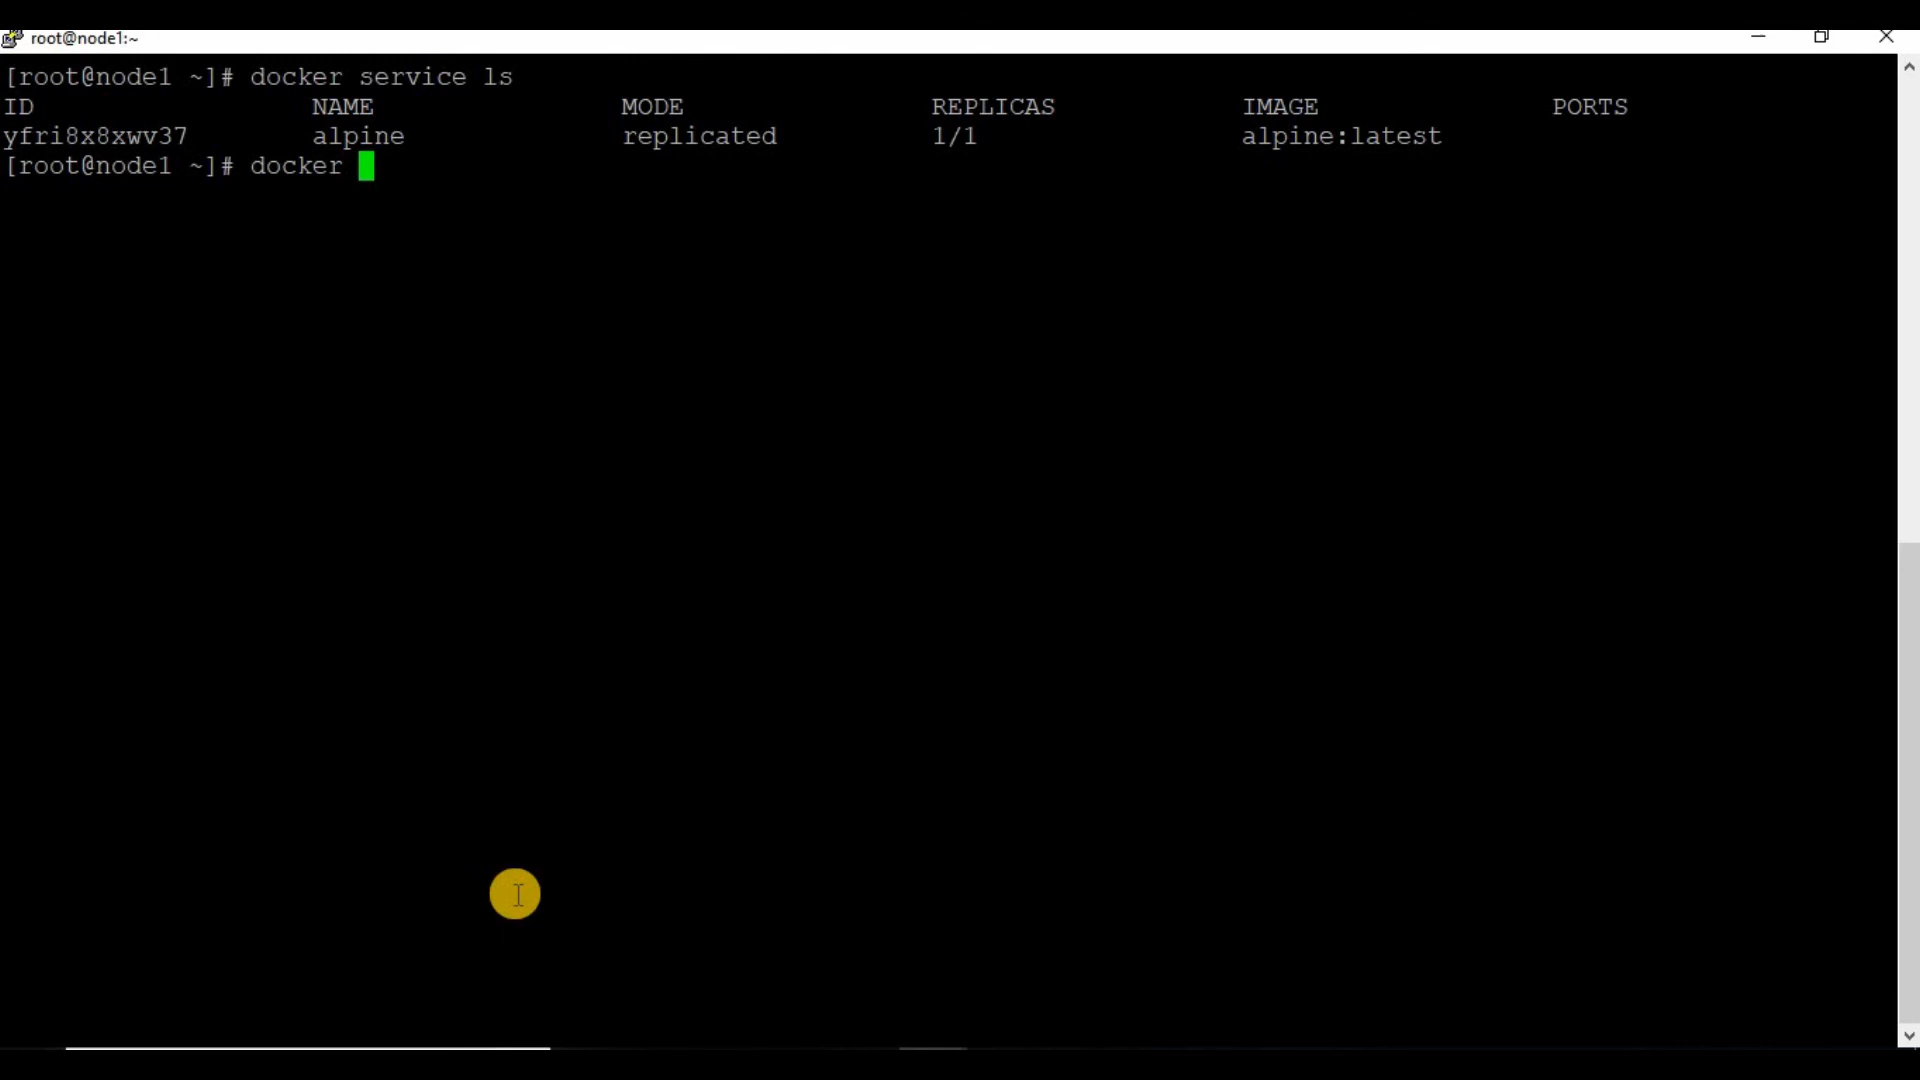 root@node1:~
[root@node1 ~]# docker service ls
ID NAME MODE REPLICAS IMAGE PORTS
yfri8x8xwv37 alpine replicated 1/1 alpine:latest
[root@node1 ~]# docker